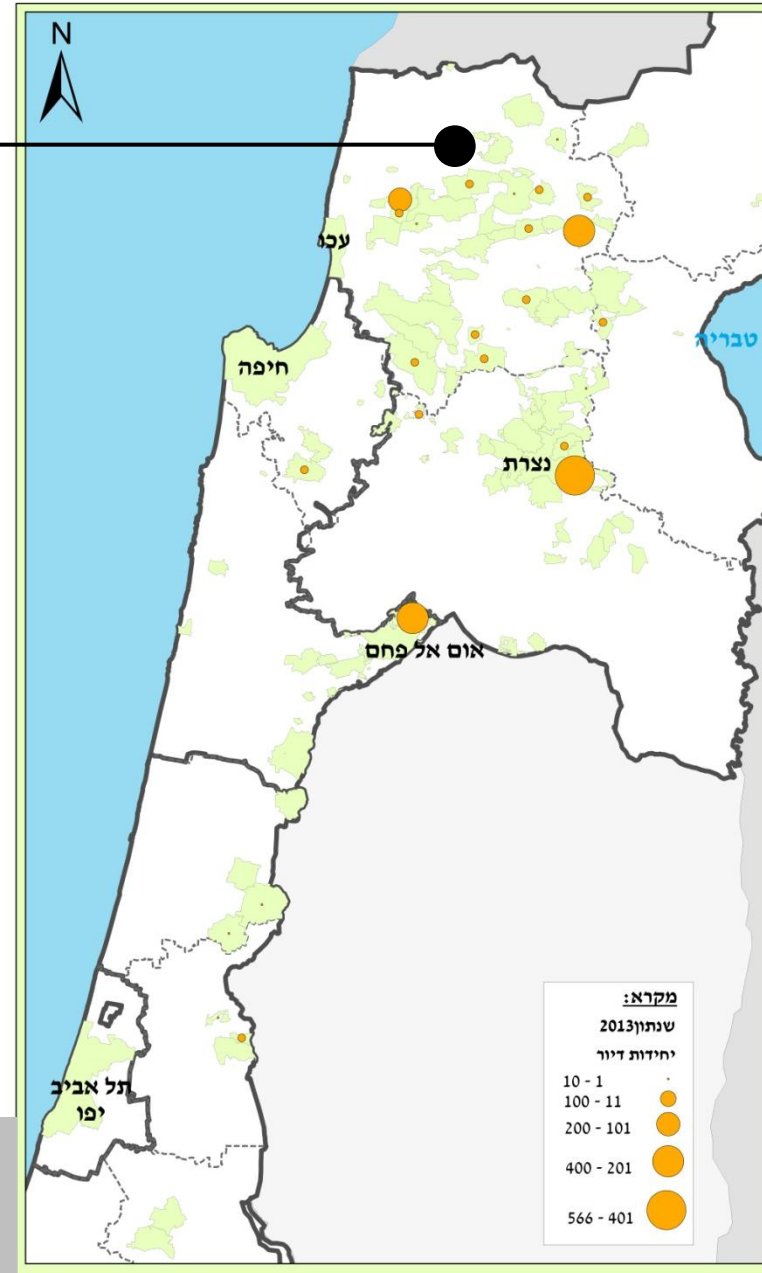 N
עכו
חיפה
טבריה
נצרת
אום אל פחם
תל אביב
יפו
מקרא:
שנתון2013
יחידות דיור
10 - 1
100 - 11
200 - 101
400 - 201
566 - 401